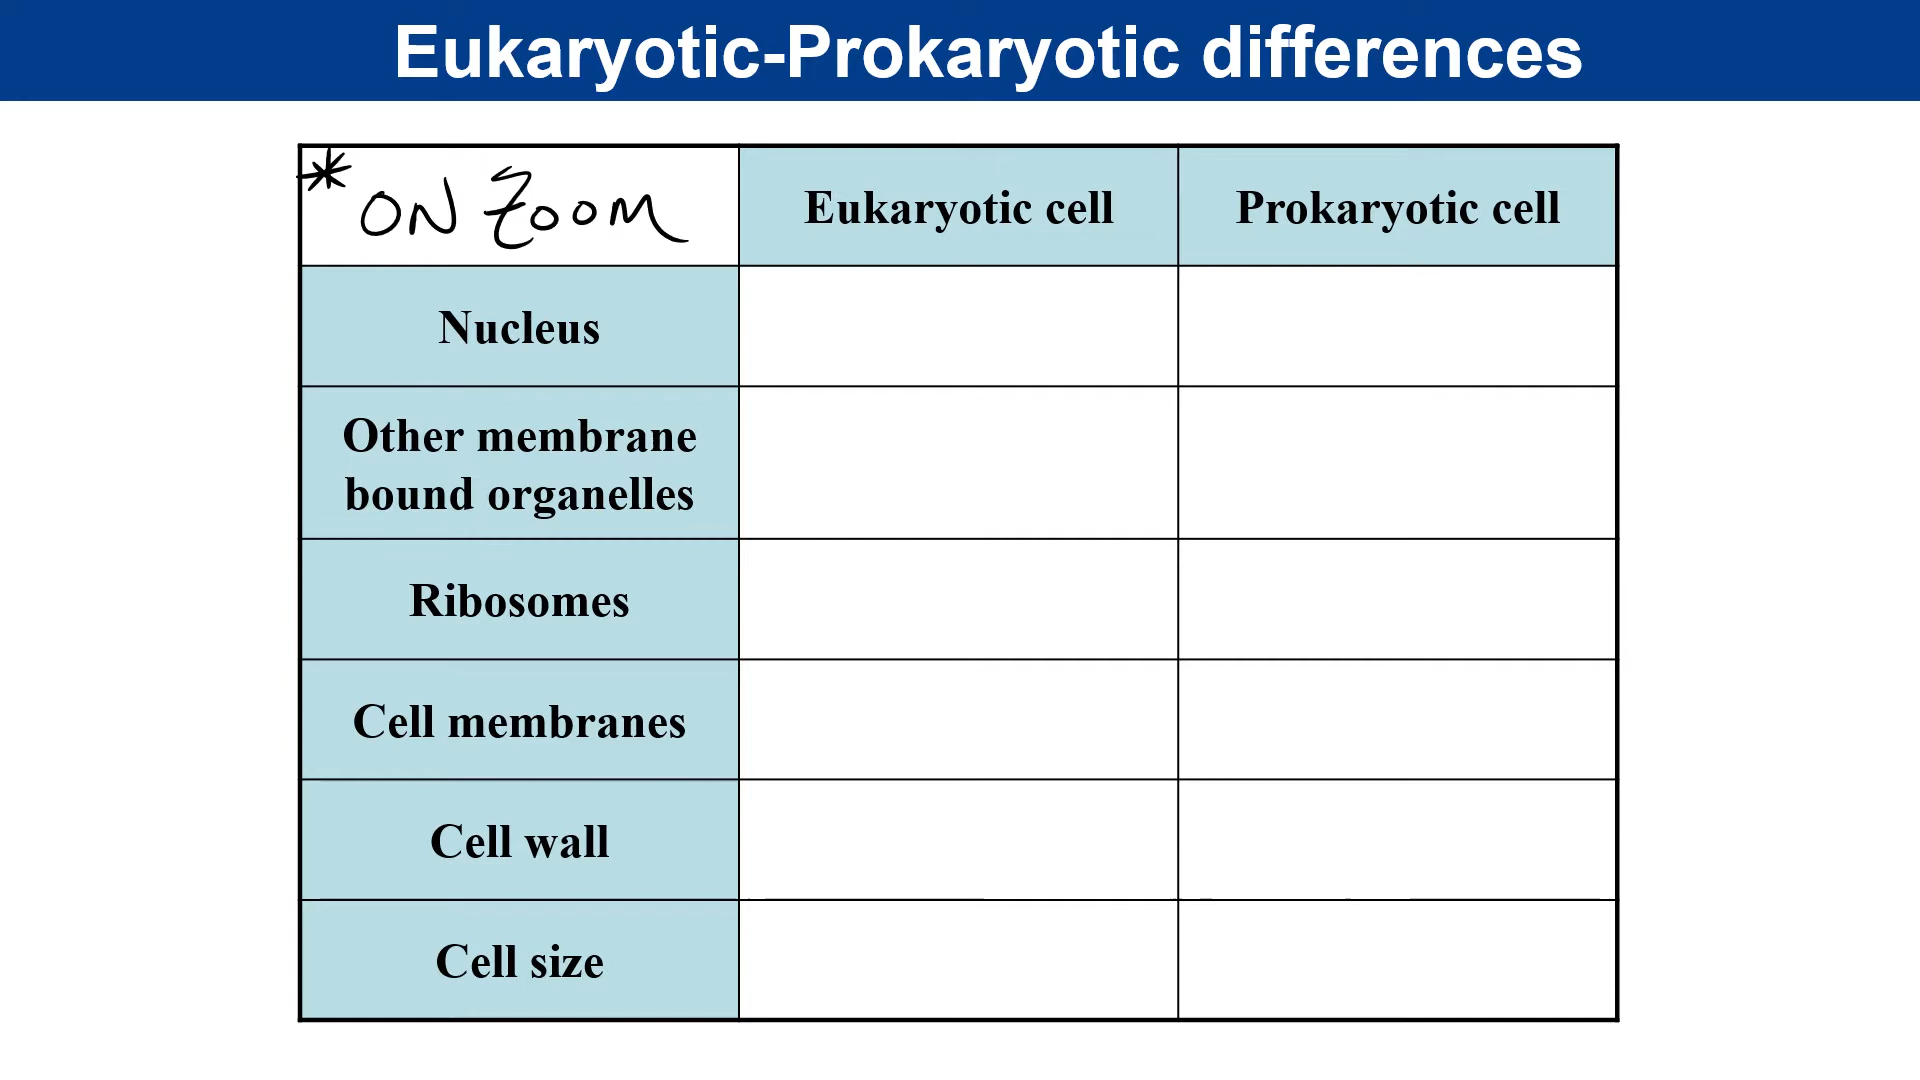 Eukaryotic-Prokaryotic differences
* ON ZOOM
Eukaryotic cell
Prokaryotic cell
Nucleus
Other membrane
bound organelles
Ribosomes
Cell membranes
Cell wall
Cell size